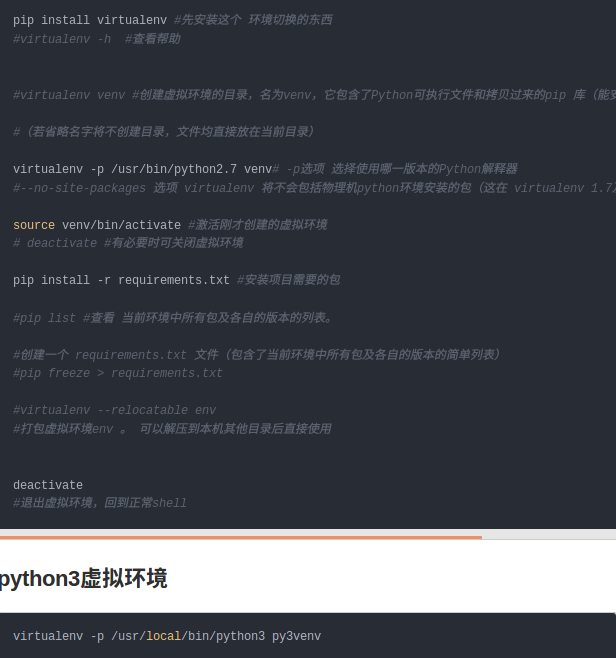 pip install virtualenv #先安装这个 环境切换的东西
#virtualenv -h  #查看帮助
#virtualenv venv #创建虚拟环境的目录，名为venv，它包含了Python可执行文件和拷贝过来的pip 库（能安
#（若省略名字将不创建目录，文件均直接放在当前目录）
virtualenv -p /usr/bin/python2.7 venv# -p选项 选择使用哪一版本的Python解释器
#--no-site-packages 选项 virtualenv 将不会包括物理机python环境安装的包（这在 virtualenv 1.7及
source venv/bin/activate #激活刚才创建的虚拟环境
# deactivate #有必要时可关闭虚拟环境
pip install -r requirements.txt #安装项目需要的包
#pip list #查看 当前环境中所有包及各自的版本的列表。
#创建一个 requirements.txt 文件（包含了当前环境中所有包及各自的版本的简单列表）
#pip freeze > requirements.txt
#virtualenv --relocatable env
#打包虚拟环境env 。 可以解压到本机其他目录后直接使用
deactivate
#退出虚拟环境，回到正常shell
python3虚拟环境
virtualenv -p /usr/local/bin/python3 py3venv